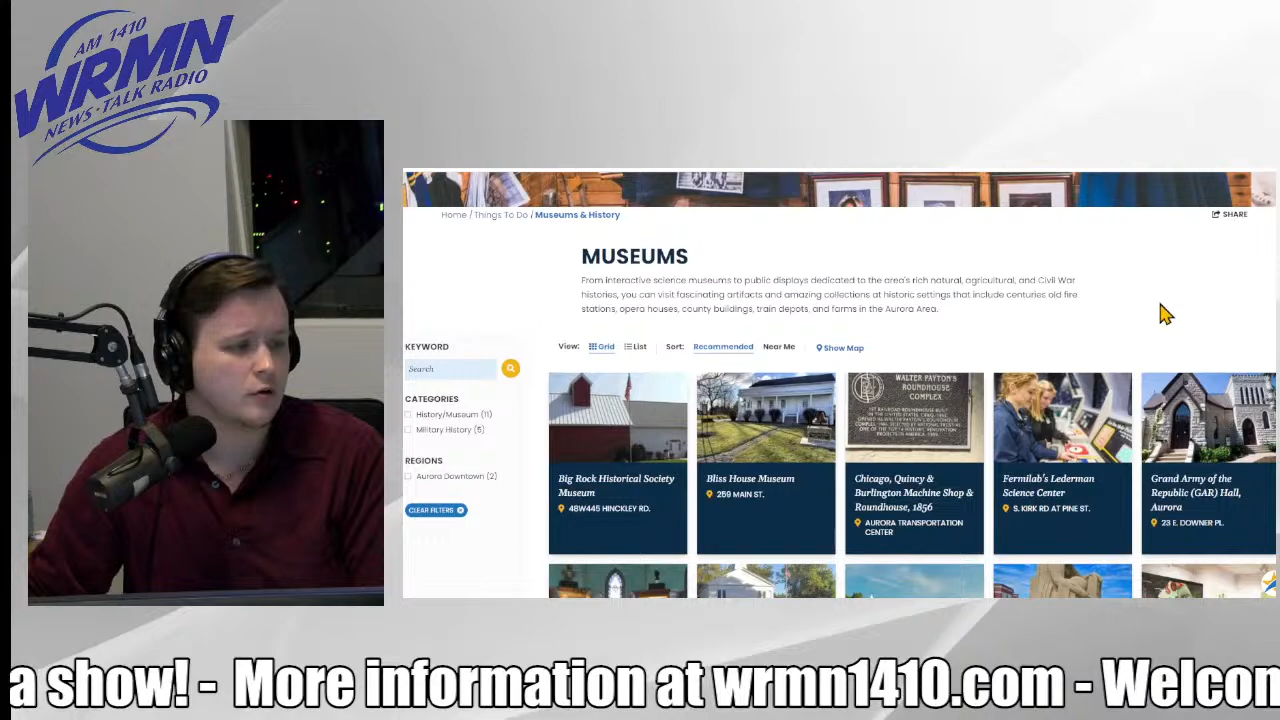 AM 1410
WRMN
NEWS·TALK RADIO
Home / Things To Do / Museums & History
SHARE
MUSEUMS
From interactive science museums to public displays dedicated to the area's rich natural, agricultural, and Civil War
histories, you can visit fascinating artifacts and amazing collections at historic settings that include centuries old fire
stations, opera houses, county buildings, train depots, and farms in the Aurora Area.
KEYWORD
Search
CATEGORIES
History/Museum (11)
Military History (5)
REGIONS
Aurora Downtown (2)
CLEAR FILTERS
View: Grid List Sort: Recommended Near Me Show Map
Big Rock Historical Society
Museum
48W445 HINCKLEY RD.
Bliss House Museum
259 MAIN ST.
WALTER PAYTON'S
ROUNDHOUSE
COMPLEX
Chicago, Quincy &
Burlington Machine Shop &
Roundhouse, 1856
AURORA TRANSPORTATION
CENTER
Fermilab's Lederman
Science Center
S. KIRK RD AT PINE ST.
Grand Army of the
Republic (GAR) Hall,
Aurora
23 E. DOWNER PL.
a show! - More information at wrmn1410.com - Welcom